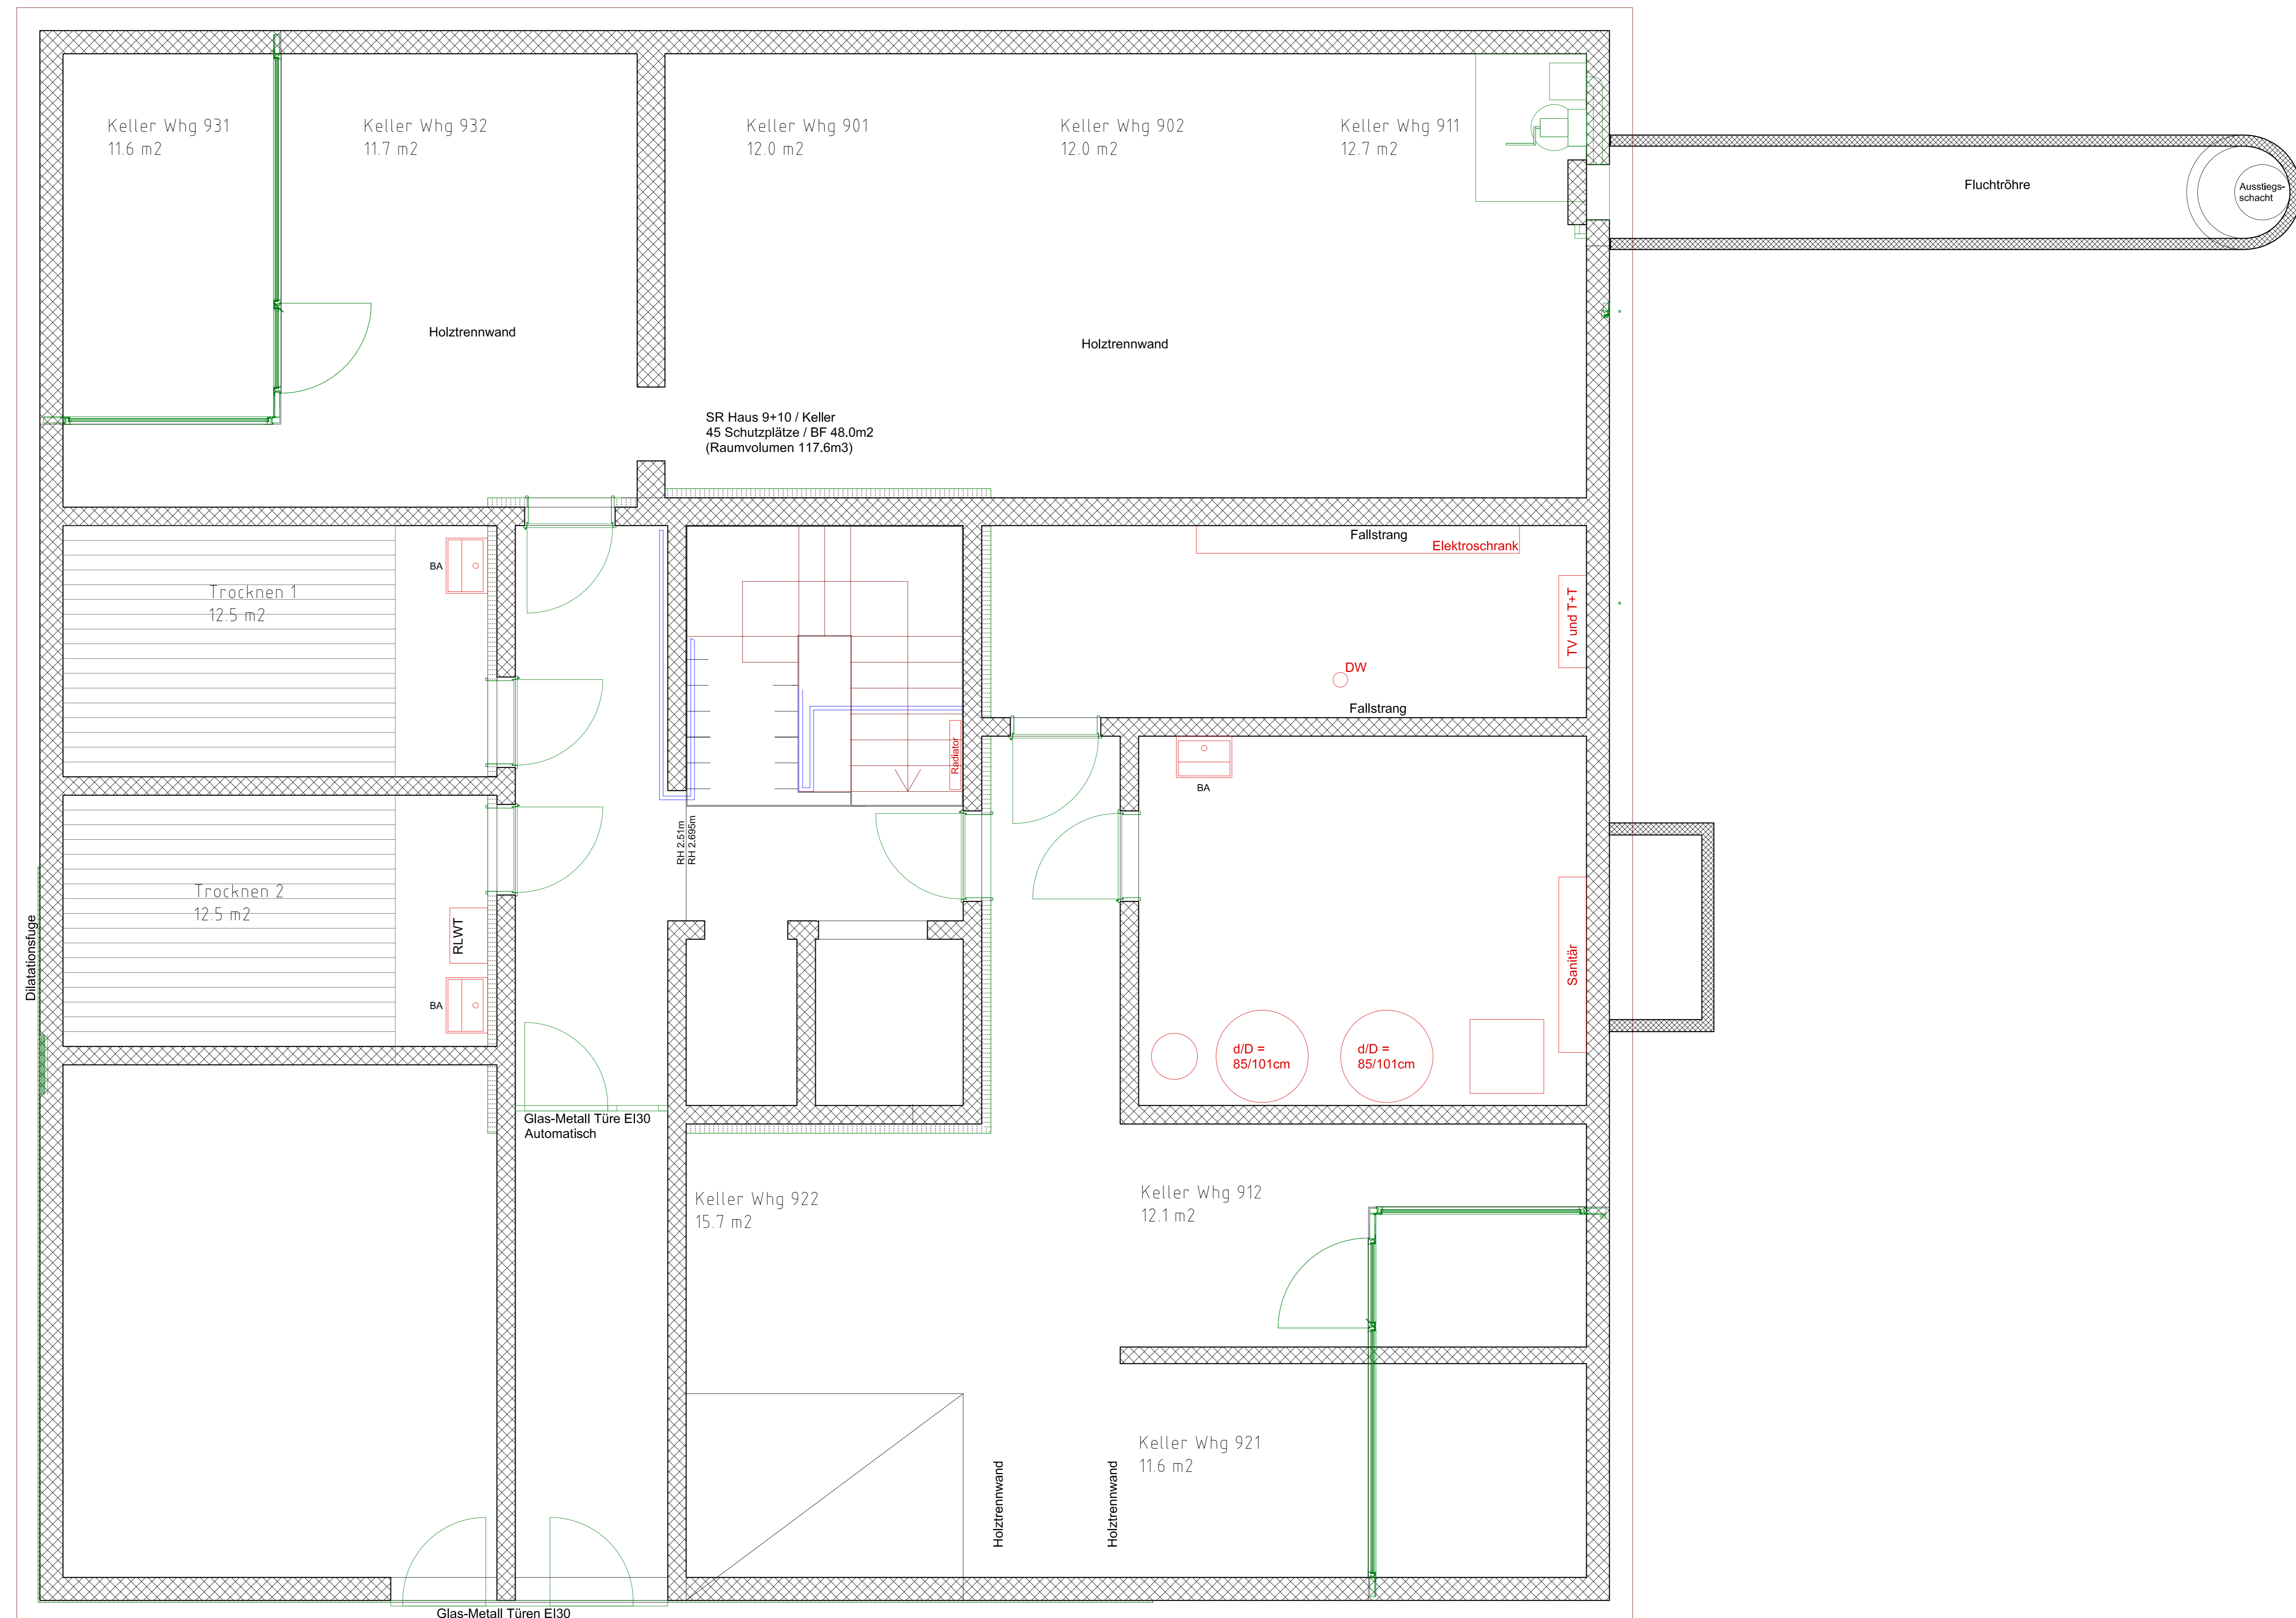 Keller Whg 931
11.6 m2
Keller Whg 932
11.7 m2
Keller Whg 901
12.0 m2
Keller Whg 902
12.0 m2
Keller Whg 911
12.7 m2
Fluchtröhre
Ausstiegs-
schacht
Holztrennwand
Holztrennwand
SR Haus 9+10 / Keller
45 Schutzplätze / BF 48.0m2
(Raumvolumen 117.6m3)
Fallstrang
Elektroschrank
BA
Trocknen 1
12.5 m2
TV und T+T
DW
Fallstrang
Radiator
BA
RH 2.51m
RH 2.695m
Trocknen 2
12.5 m2
RLWT
Dilatationsfuge
BA
Sanitär
d/D =
85/101cm
d/D =
85/101cm
Glas-Metall Türe EI30
Automatisch
Keller Whg 922
15.7 m2
Keller Whg 912
12.1 m2
Keller Whg 921
11.6 m2
Holztrennwand
Holztrennwand
Glas-Metall Türen EI30